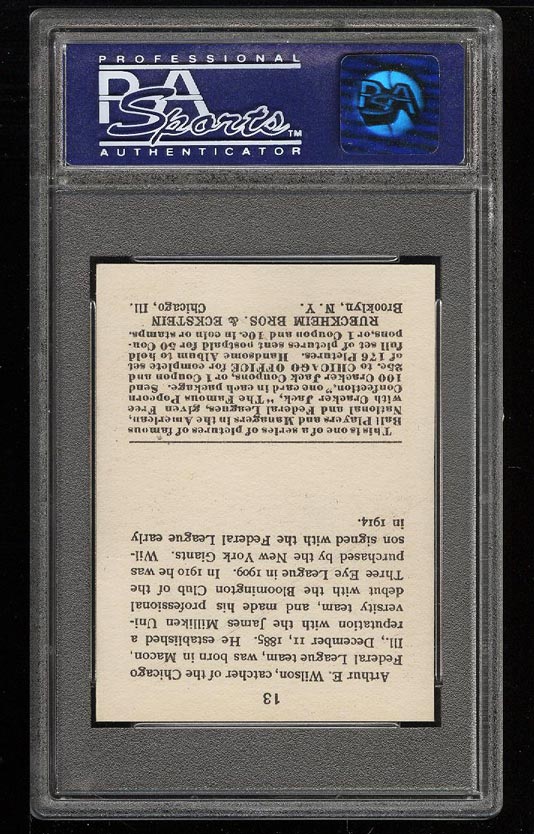 PROFESSIONAL
PSA
Sports™
AUTHENTICATOR
PSA
13
Arthur E. Wilson, catcher of the Chicago
Federal League team, was born in Macon,
Ill., December 11, 1885. He established a
reputation with the James Milliken Uni-
versity team, and made his professional
debut with the Bloomington Club of the
Three Eye League in 1909. In 1910 he was
purchased by the New York Giants. Wil-
son signed with the Federal League early
in 1914.
This is one of a series of pictures of famous
Ball Players and Managers in the American,
National and Federal Leagues, given Free
with Cracker Jack, "The Famous Popcorn
Confection," one card in each package. Send
100 Cracker Jack Coupons, or 1 Coupon and
25c. to CHICAGO OFFICE for complete set
of 176 Pictures. Handsome Album to hold
full set of pictures sent postpaid for 50 Cou-
pons, or 1 Coupon and 10c. in coin or stamps.
RUECKHEIM BROS. & ECKSTEIN
Brooklyn, N. Y. Chicago, Ill.